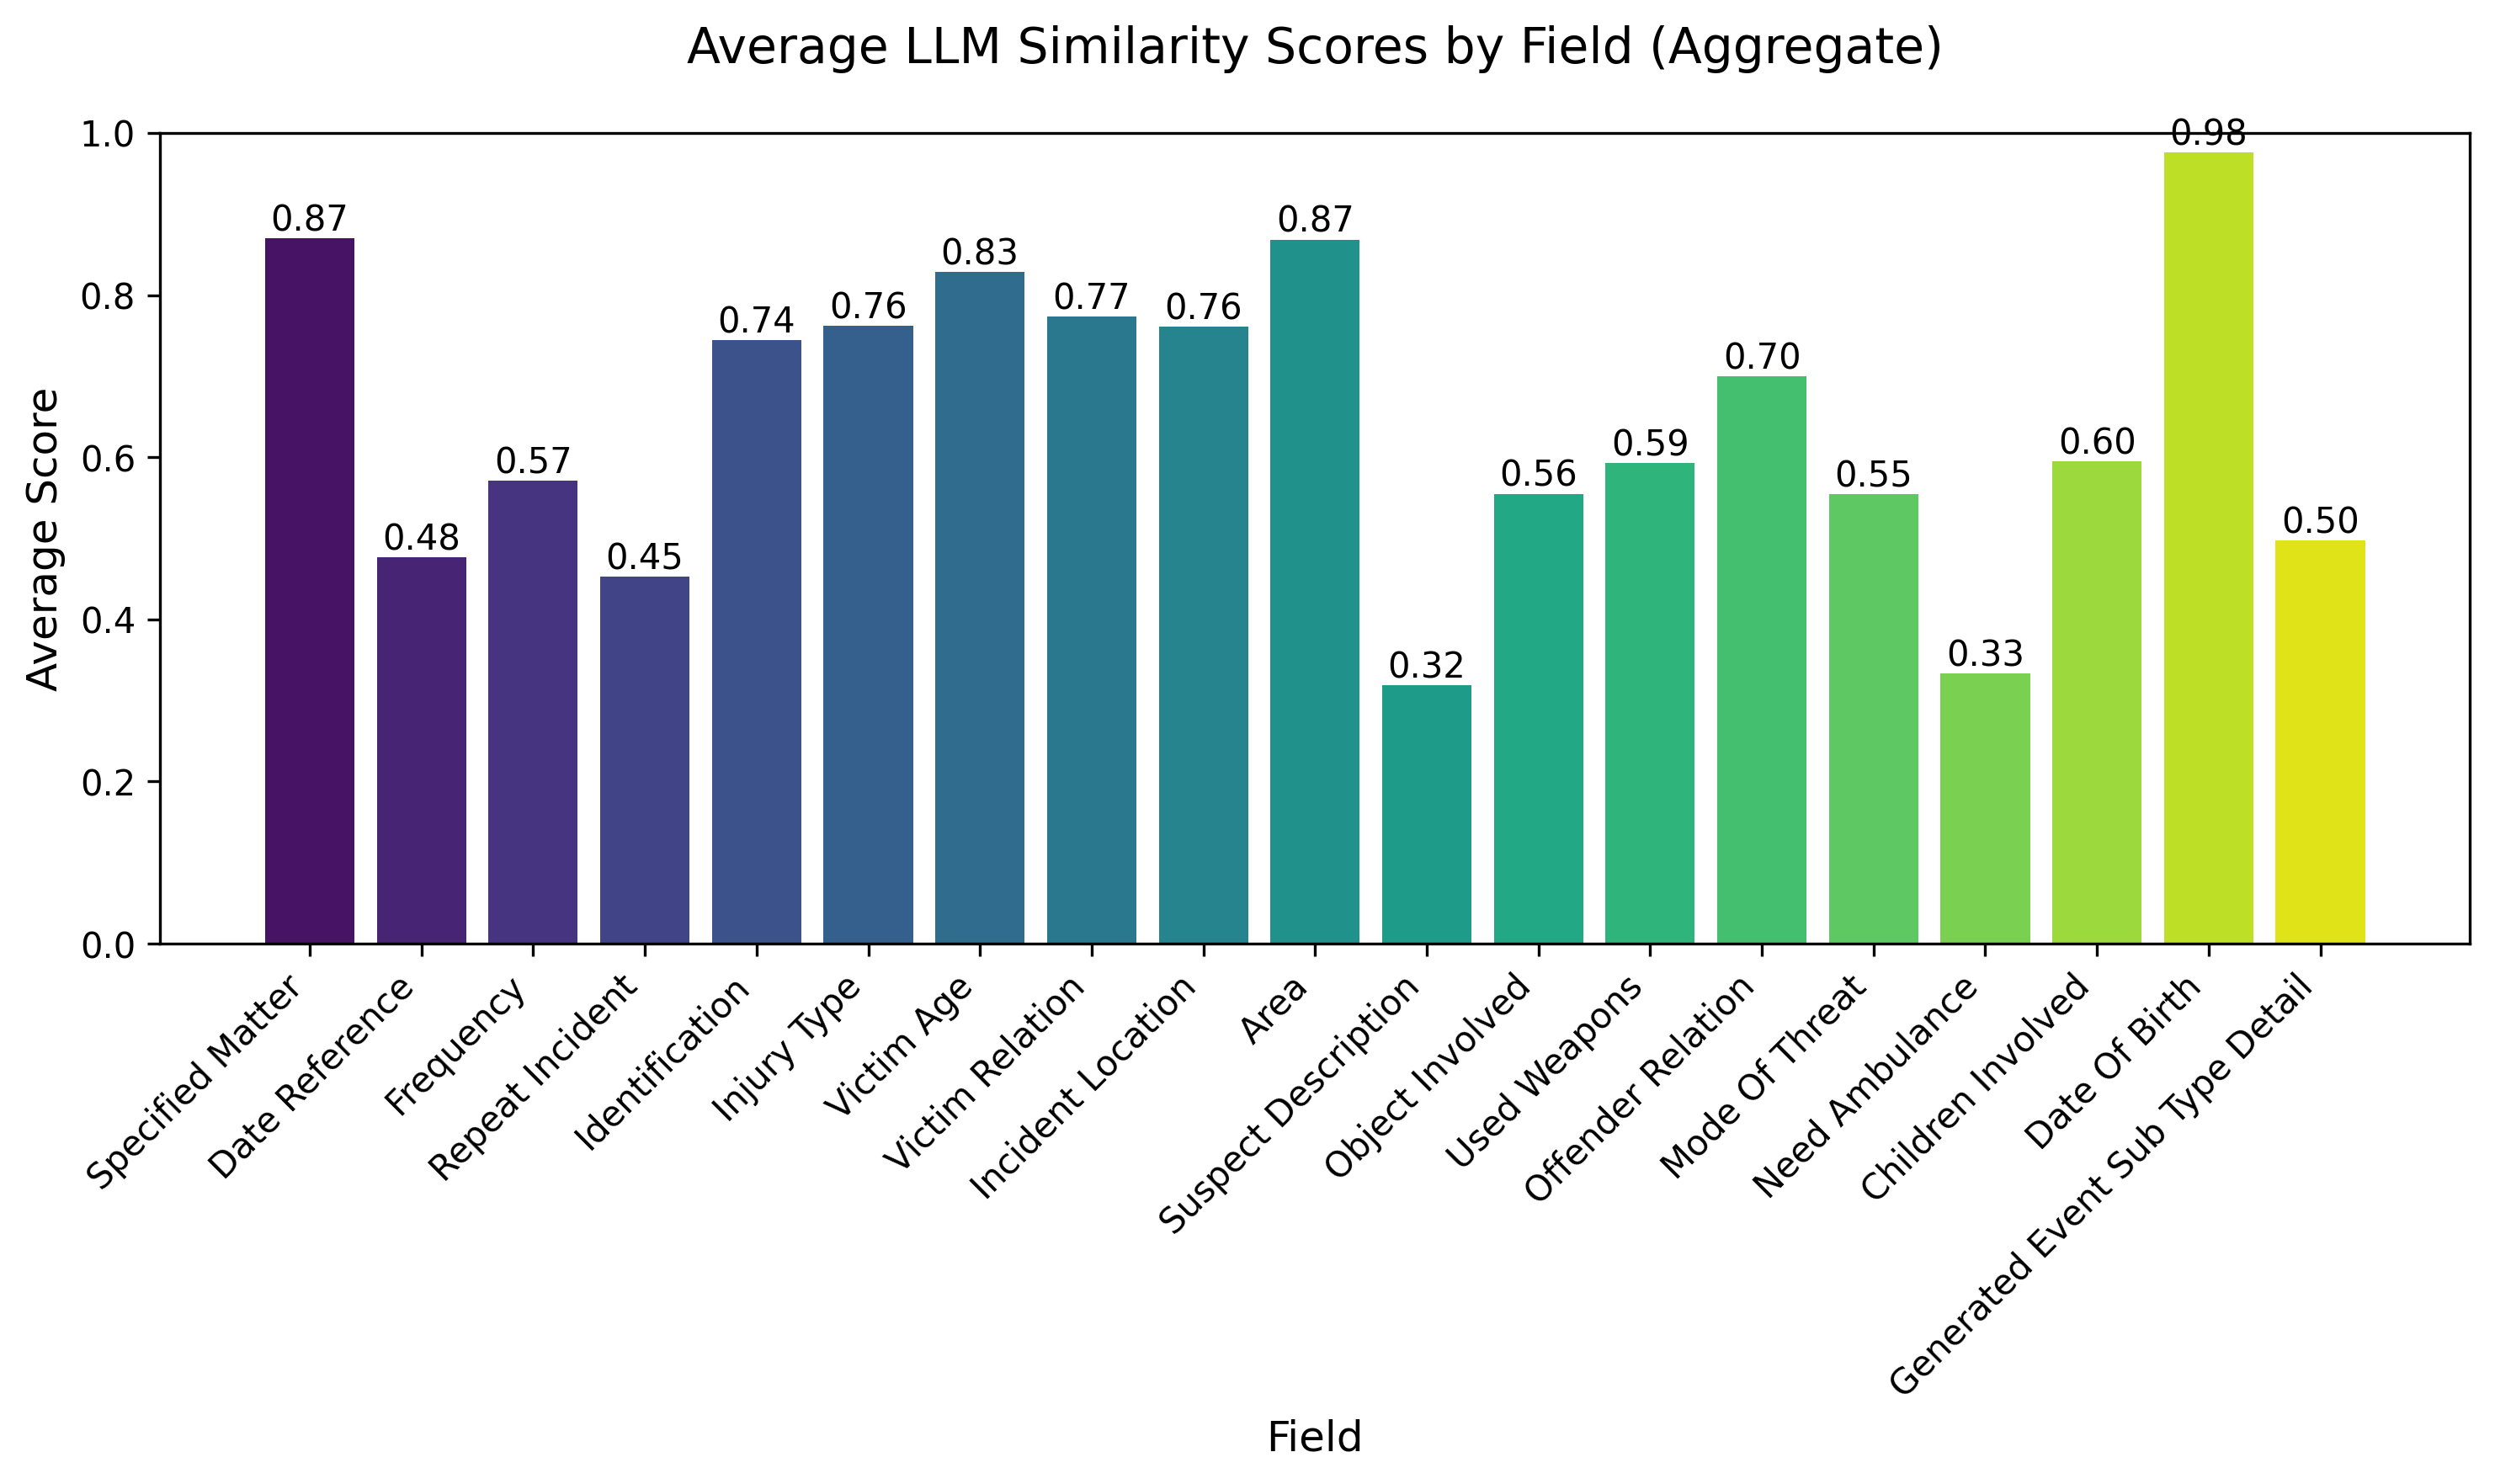 Average LLM Similarity Scores by Field (Aggregate)
Average Score
1.0
0.8
0.6
0.4
0.2
0.0
0.87
0.48
0.57
0.45
0.74
0.76
0.83
0.77
0.76
0.87
0.32
0.56
0.59
0.70
0.55
0.33
0.60
0.98
0.50
Specified Matter
Date Reference
Frequency
Repeat Incident
Identification
Injury Type
Victim Age
Victim Relation
Incident Location
Area
Suspect Description
Object Involved
Used Weapons
Offender Relation
Mode Of Threat
Need Ambulance
Children Involved
Date Of Birth
Generated Event Sub Type Detail
Field